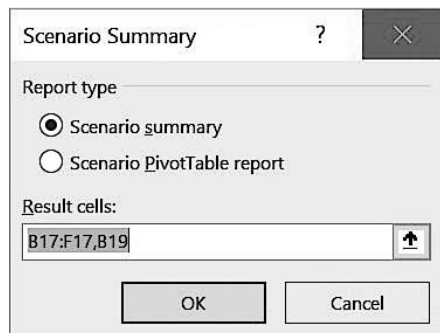 Scenario Summary ?
Report type
Scenario summary
Scenario PivotTable report
Result cells:
B17:F17,B19
OK Cancel